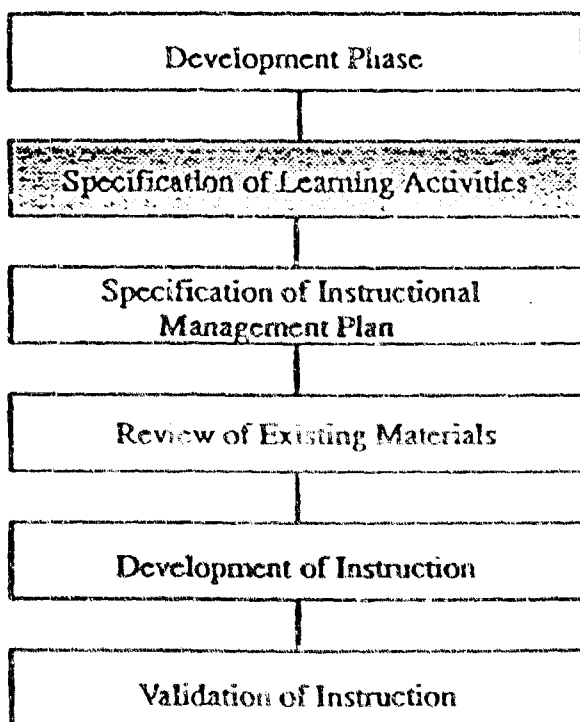 Development Phase
Specification of Learning Activities
Specification of Instructional
Management Plan
Review of Existing Materials
Development of Instruction
Validation of Instruction